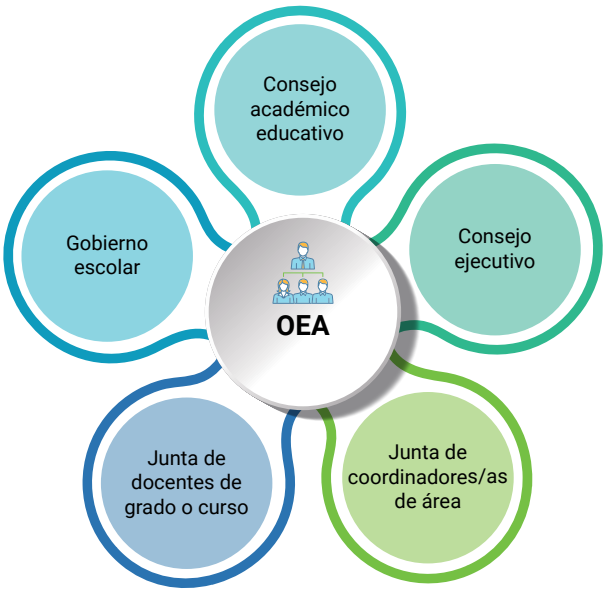 Consejo
académico
educativo
Gobierno
escolar
Consejo
ejecutivo
OEA
Junta de
docentes de
grado o curso
Junta de
coordinadores/as
de área